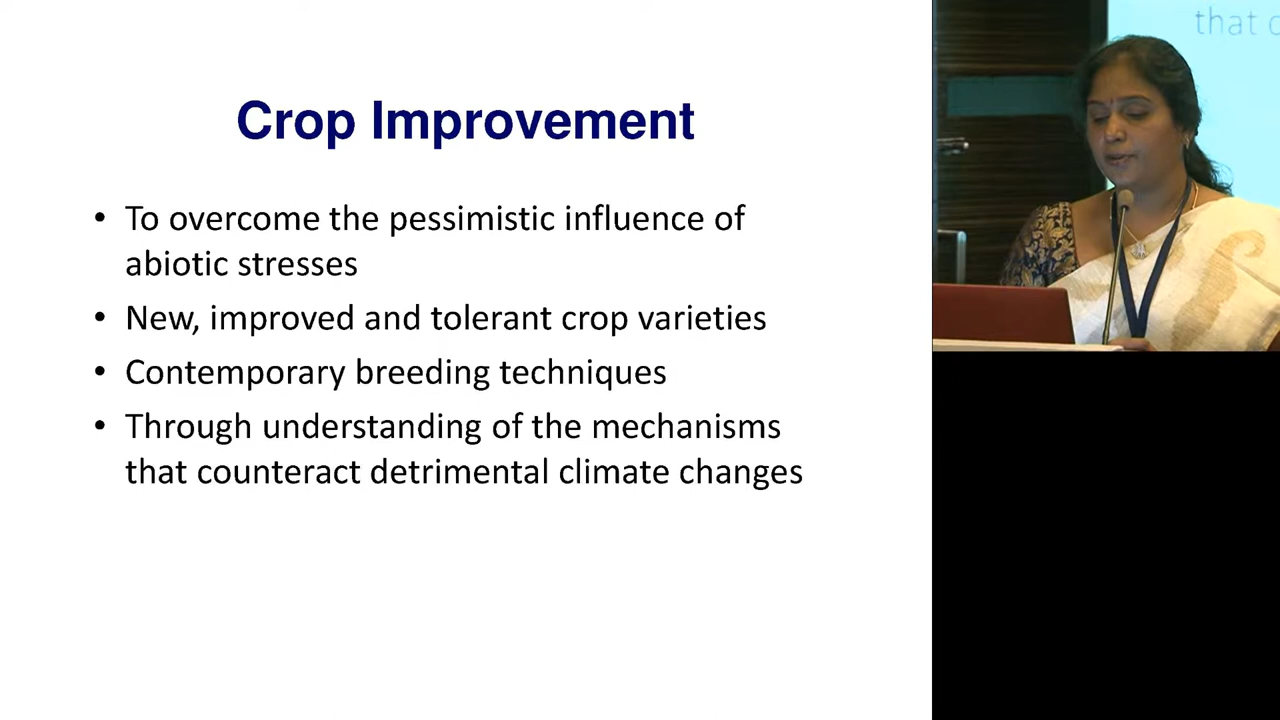 that
Crop Improvement
• To overcome the pessimistic influence of
abiotic stresses
• New, improved and tolerant crop varieties
• Contemporary breeding techniques
• Through understanding of the mechanisms
that counteract detrimental climate changes